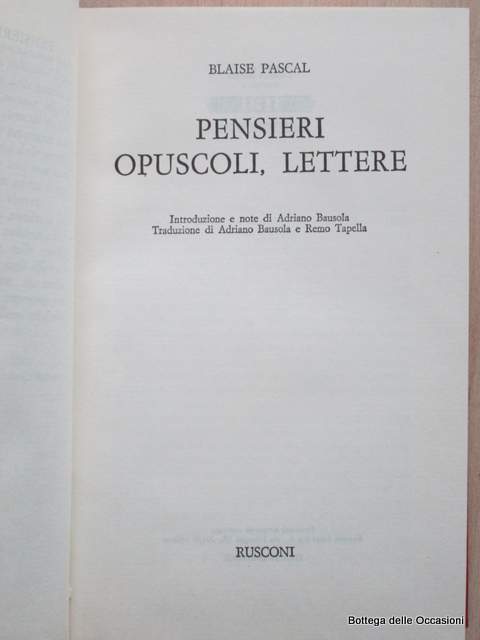 BLAISE PASCAL
PENSIERI
OPUSCOLI, LETTERE
Introduzione e note di Adriano Bausola
Traduzione di Adriano Bausola e Remo Tapella
RUSCONI
Bottega delle Occasioni